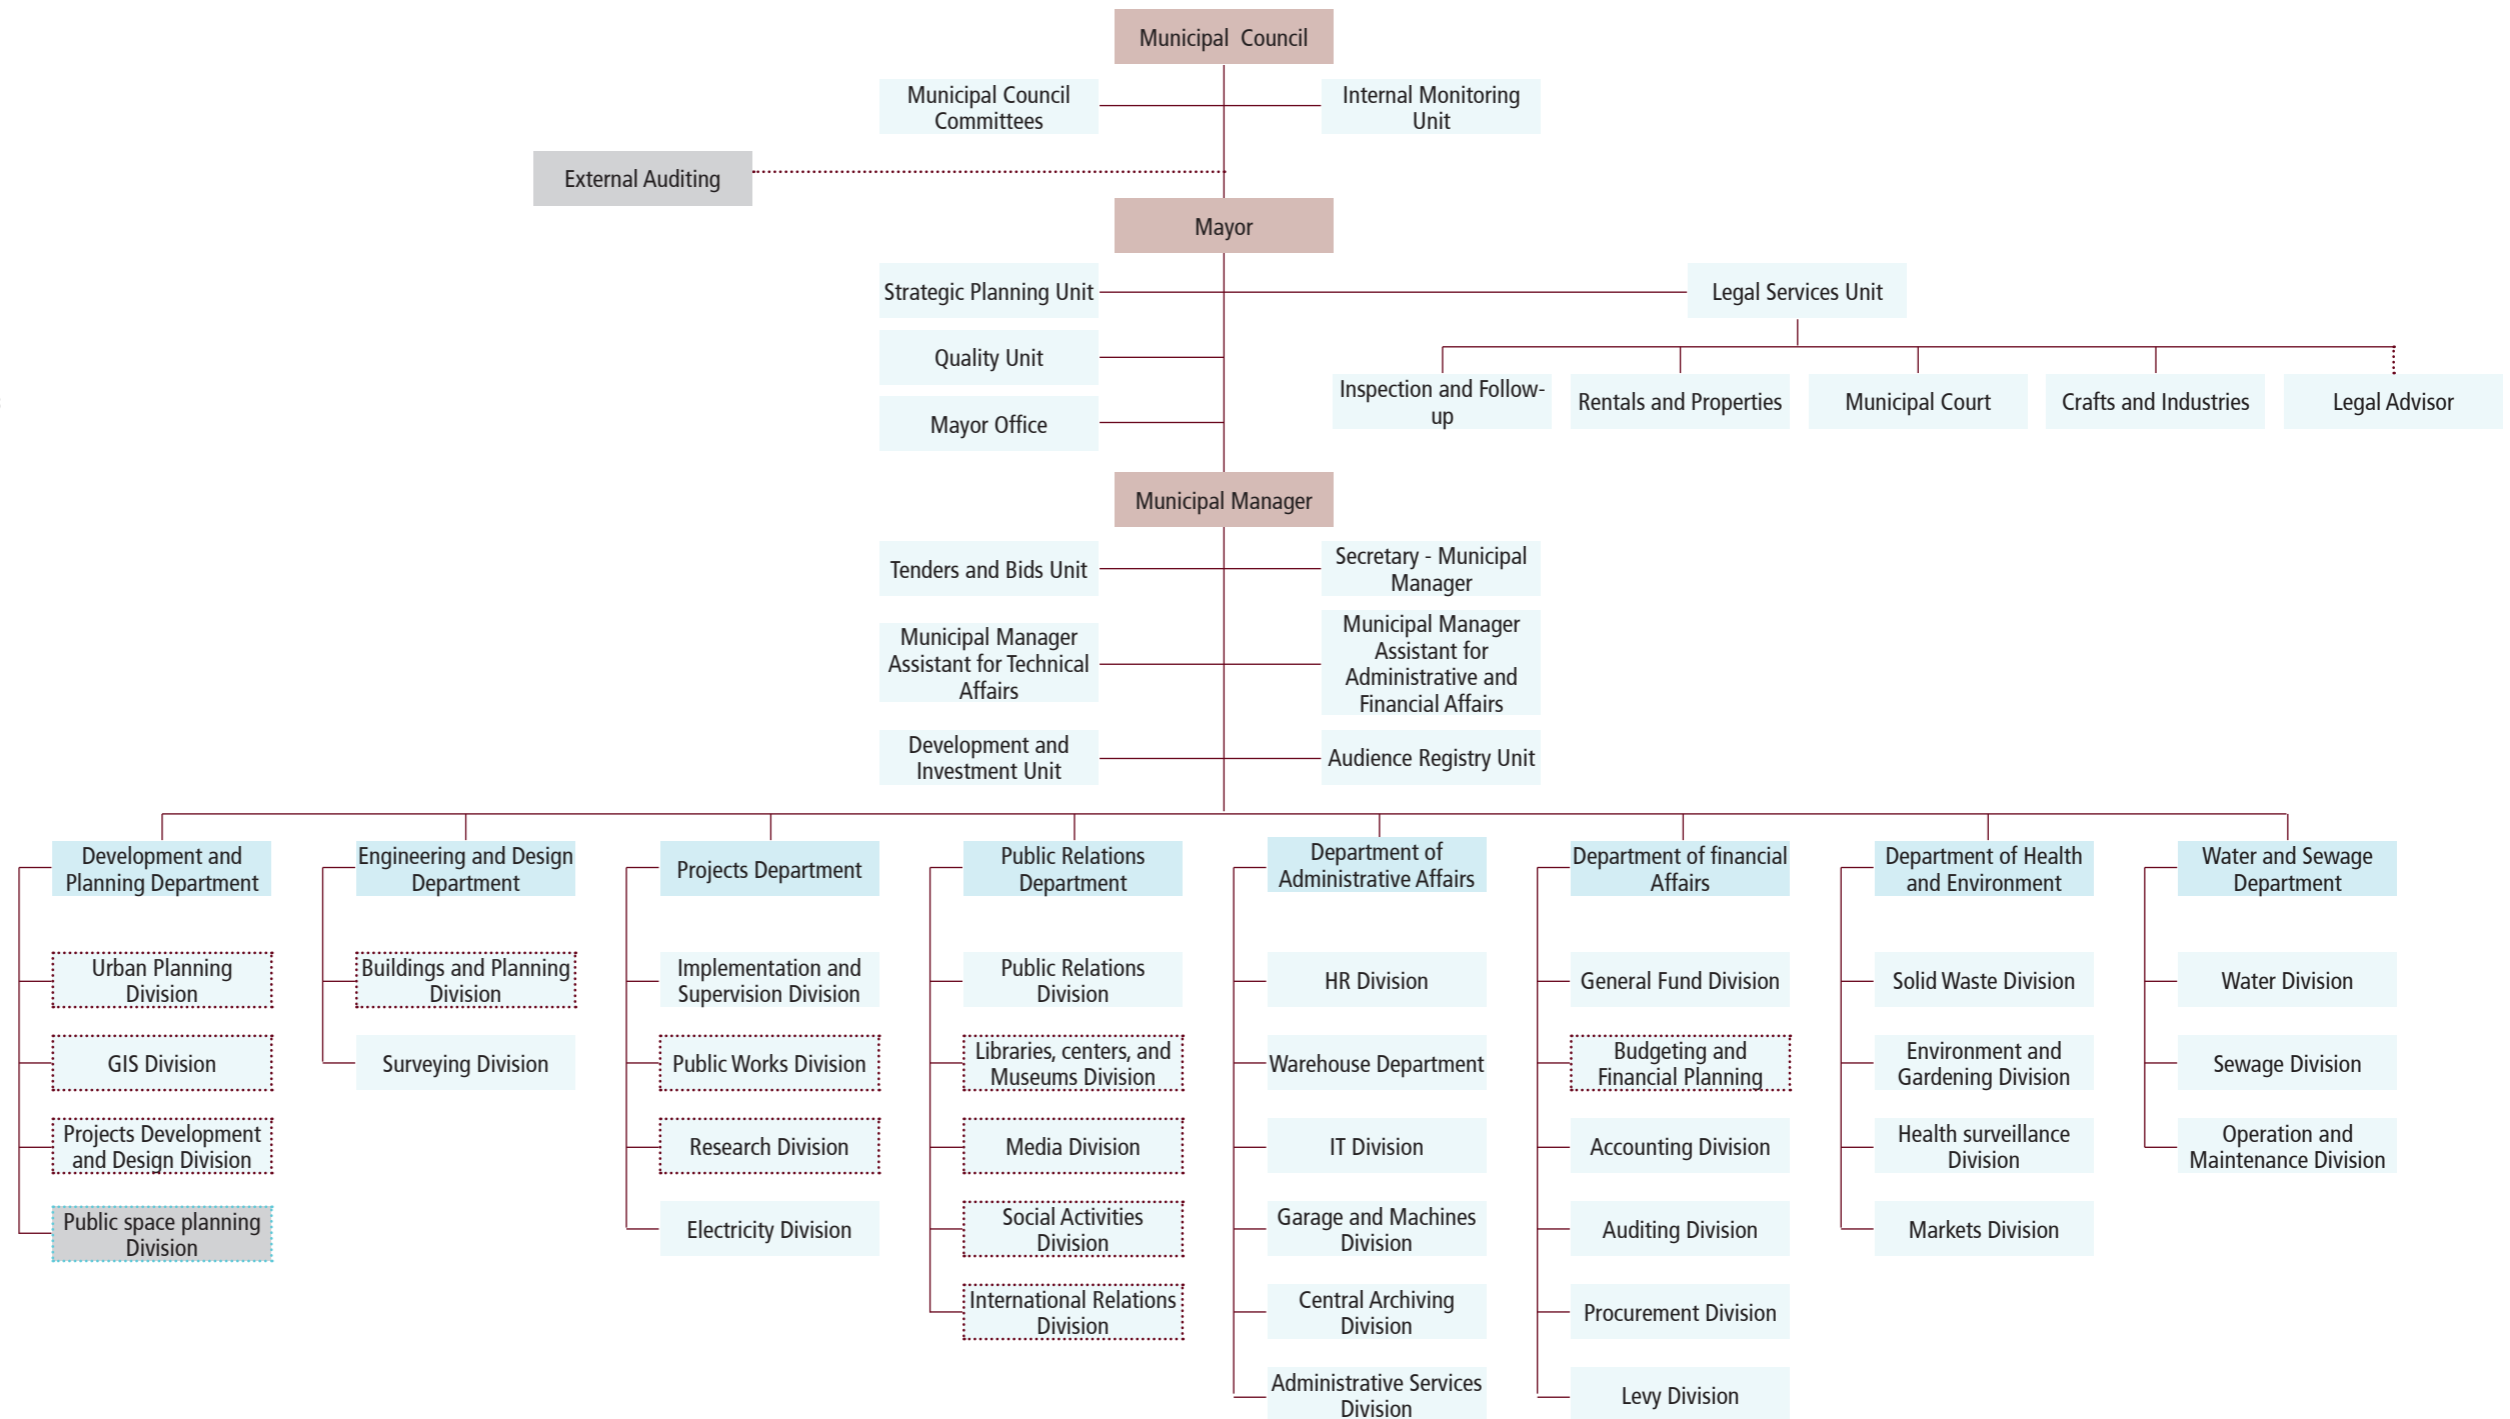 Municipal Council
Municipal Council
Committees
Internal Monitoring
Unit
External Auditing
Mayor
Strategic Planning Unit
Legal Services Unit
Quality Unit
Mayor Office
Inspection and Follow-
up
Rentals and Properties
Municipal Court
Crafts and Industries
Legal Advisor
Municipal Manager
Tenders and Bids Unit
Secretary - Municipal
Manager
Municipal Manager
Assistant for Technical
Affairs
Municipal Manager
Assistant for
Administrative and
Financial Affairs
Development and
Investment Unit
Audience Registry Unit
Development and
Planning Department
Urban Planning
Division
GIS Division
Projects Development
and Design Division
Public space planning
Division
Engineering and Design
Department
Buildings and Planning
Division
Surveying Division
Projects Department
Implementation and
Supervision Division
Public Works Division
Research Division
Electricity Division
Public Relations
Department
Public Relations
Division
Libraries, centers, and
Museums Division
Media Division
Social Activities
Division
International Relations
Division
Department of
Administrative Affairs
HR Division
Warehouse Department
IT Division
Garage and Machines
Division
Central Archiving
Division
Administrative Services
Division
Department of financial
Affairs
General Fund Division
Budgeting and
Financial Planning
Accounting Division
Auditing Division
Procurement Division
Levy Division
Department of Health
and Environment
Solid Waste Division
Environment and
Gardening Division
Health surveillance
Division
Markets Division
Water and Sewage
Department
Water Division
Sewage Division
Operation and
Maintenance Division